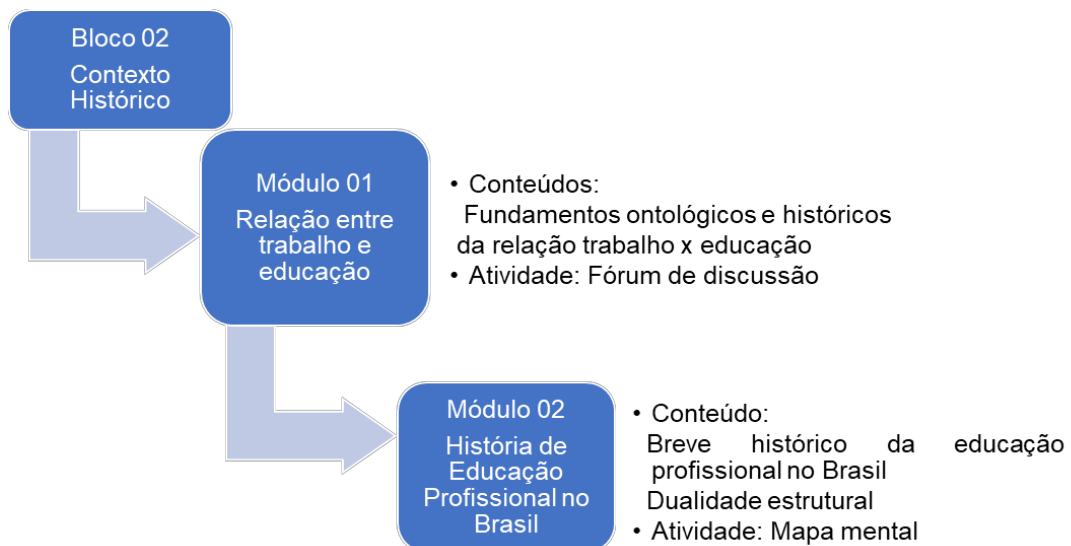 Bloco 02
Contexto
Histórico
Módulo 01
Relação entre
trabalho e
educação
• Conteúdos:
Fundamentos ontológicos e históricos
da relação trabalho x educação
• Atividade: Fórum de discussão
Módulo 02
História de
Educação
Profissional no
Brasil
• Conteúdo:
Breve histórico da educação
profissional no Brasil
Dualidade estrutural
• Atividade: Mapa mental